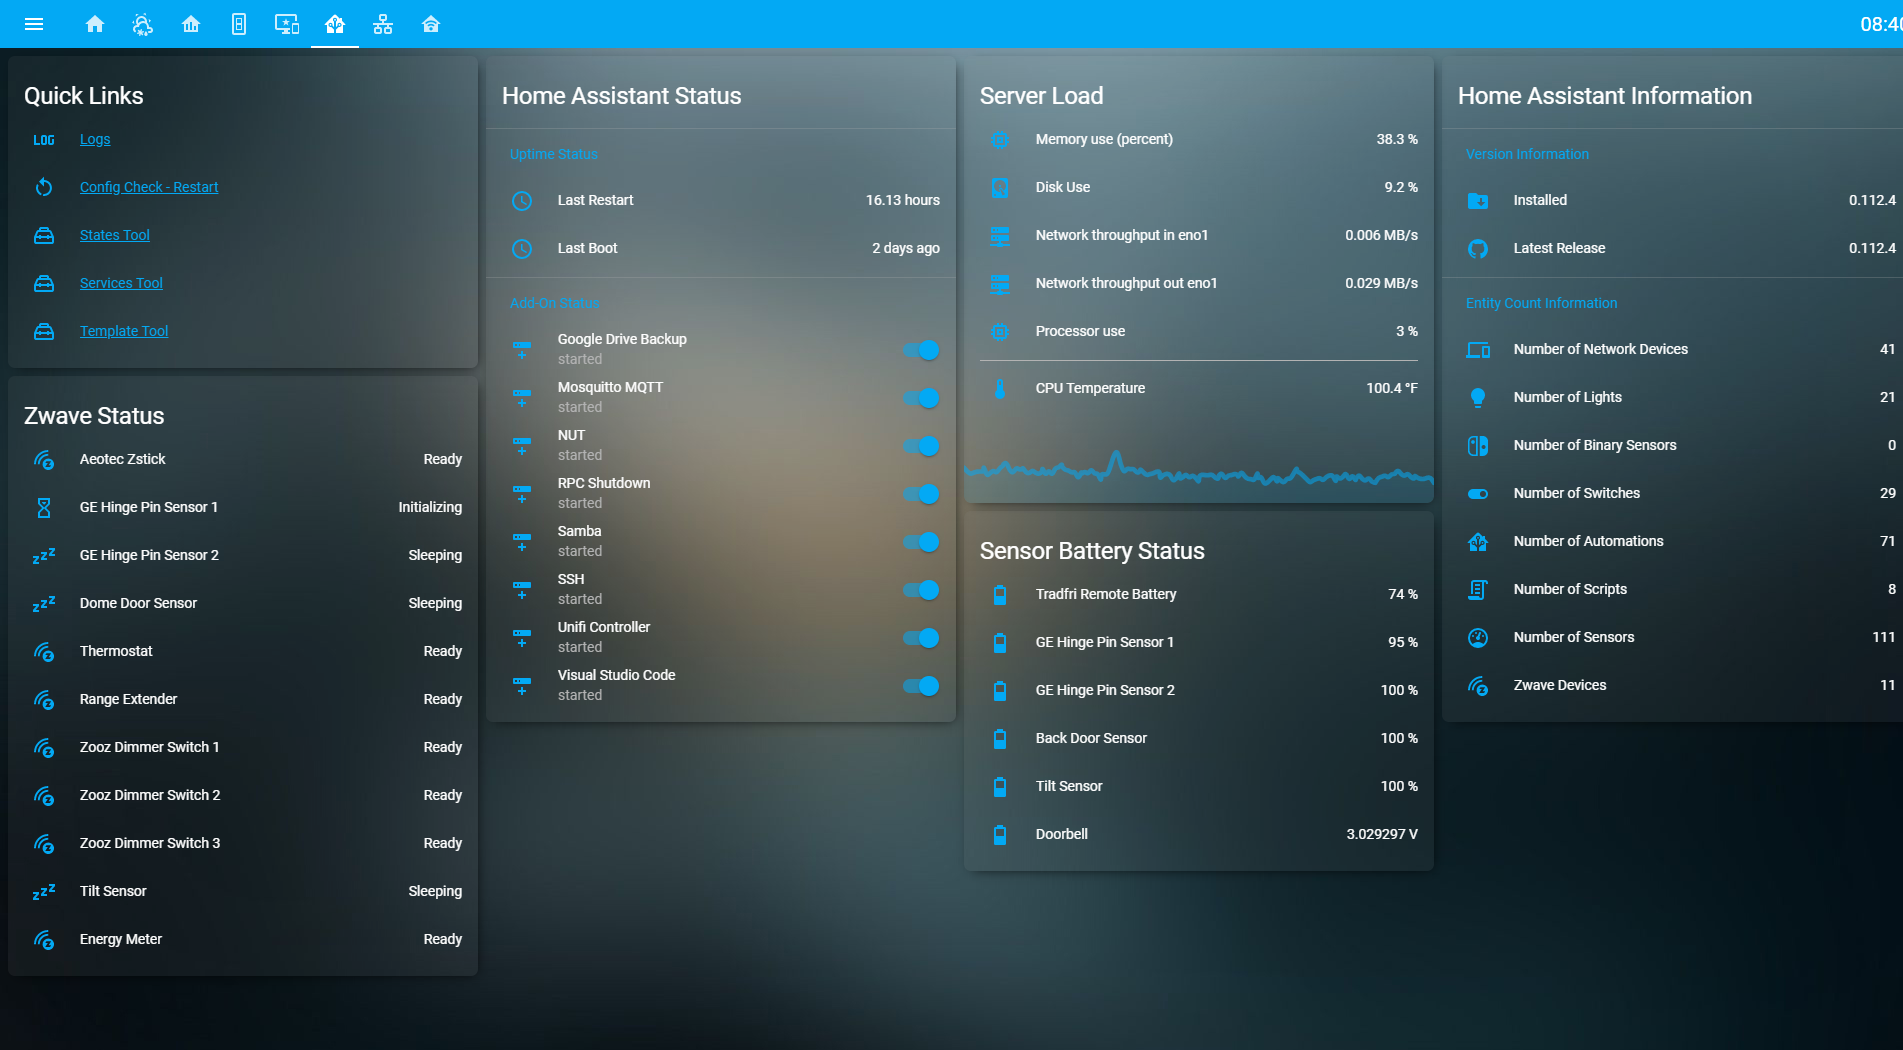 08:4
Quick Links
LOG Logs
Config Check - Restart
States Tool
Services Tool
Template Tool
Zwave Status
Aeotec Zstick Ready
GE Hinge Pin Sensor 1 Initializing
GE Hinge Pin Sensor 2 Sleeping
Dome Door Sensor Sleeping
Thermostat Ready
Range Extender Ready
Zooz Dimmer Switch 1 Ready
Zooz Dimmer Switch 2 Ready
Zooz Dimmer Switch 3 Ready
Tilt Sensor Sleeping
Energy Meter Ready
Home Assistant Status
Uptime Status
Last Restart 16.13 hours
Last Boot 2 days ago
Add-On Status
Google Drive Backup
started
Mosquitto MQTT
started
NUT
started
RPC Shutdown
started
Samba
started
SSH
started
Unifi Controller
started
Visual Studio Code
started
Server Load
Memory use (percent) 38.3 %
Disk Use 9.2 %
Network throughput in eno1 0.006 MB/s
Network throughput out eno1 0.029 MB/s
Processor use 3 %
CPU Temperature 100.4 °F
Sensor Battery Status
Tradfri Remote Battery 74 %
GE Hinge Pin Sensor 1 95 %
GE Hinge Pin Sensor 2 100 %
Back Door Sensor 100 %
Tilt Sensor 100 %
Doorbell 3.029297 V
Home Assistant Information
Version Information
Installed 0.112.4
Latest Release 0.112.4
Entity Count Information
Number of Network Devices 41
Number of Lights 21
Number of Binary Sensors 0
Number of Switches 29
Number of Automations 71
Number of Scripts 8
Number of Sensors 111
Zwave Devices 11